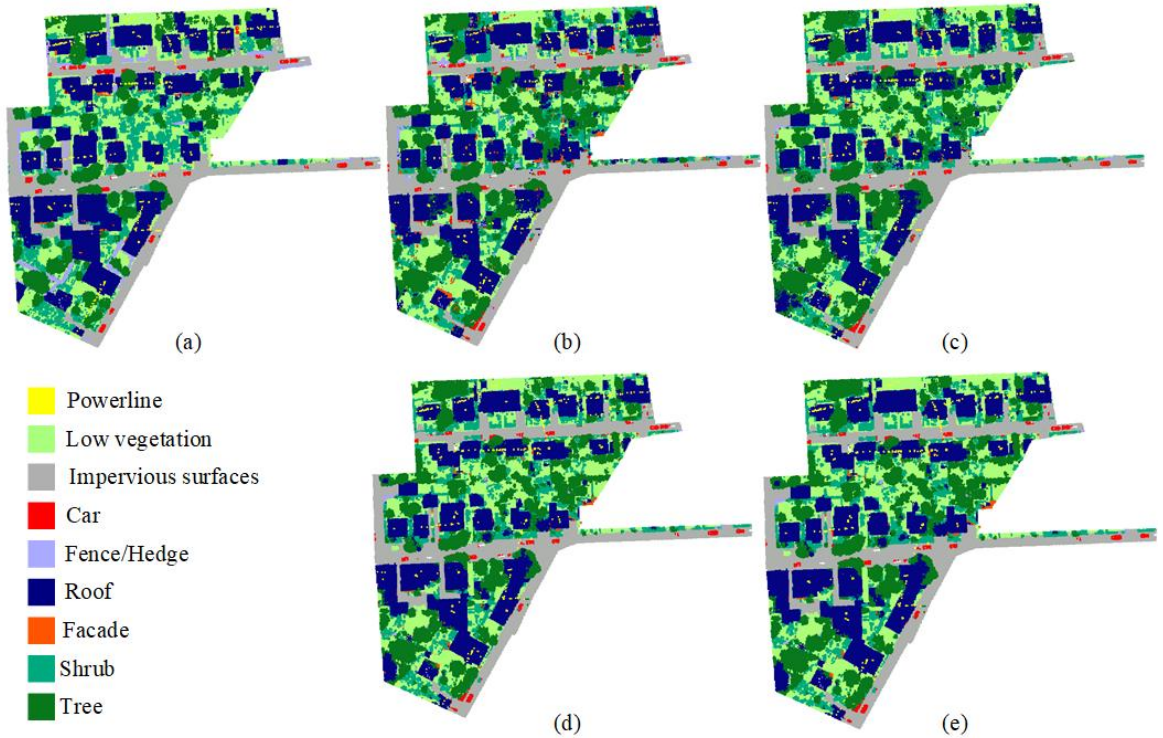 (a)
(b)
(c)
Powerline
Low vegetation
Impervious surfaces
Car
Fence/Hedge
Roof
Facade
Shrub
Tree
(d)
(e)